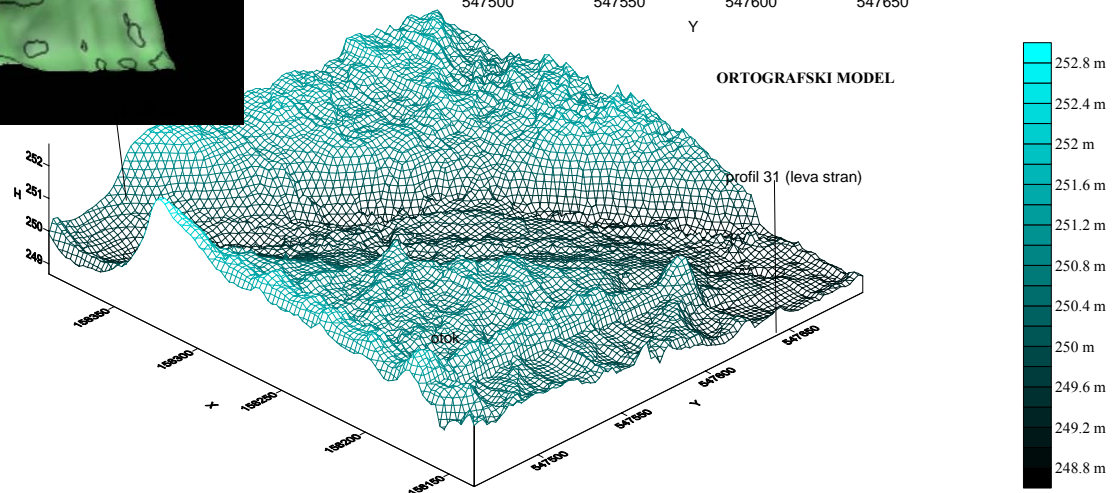 547500 547550 547600 547650
Y
ORTOGRAFSKI MODEL
252.8 m
252.4 m
252 m
251.6 m
251.2 m
250.8 m
250.4 m
250 m
249.6 m
249.2 m
248.8 m
profil 31 (leva stran)
otok
H
252
251
250
249
158350
158300
158250
158200
158150
X
547500
547550
547600
547650
Y